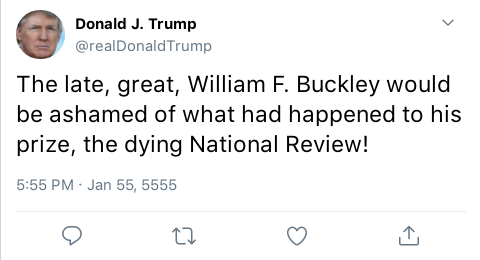 Donald J. Trump
@realDonaldTrump
The late, great, William F. Buckley would
be ashamed of what had happened to his
prize, the dying National Review!
5:55 PM · Jan 55, 5555